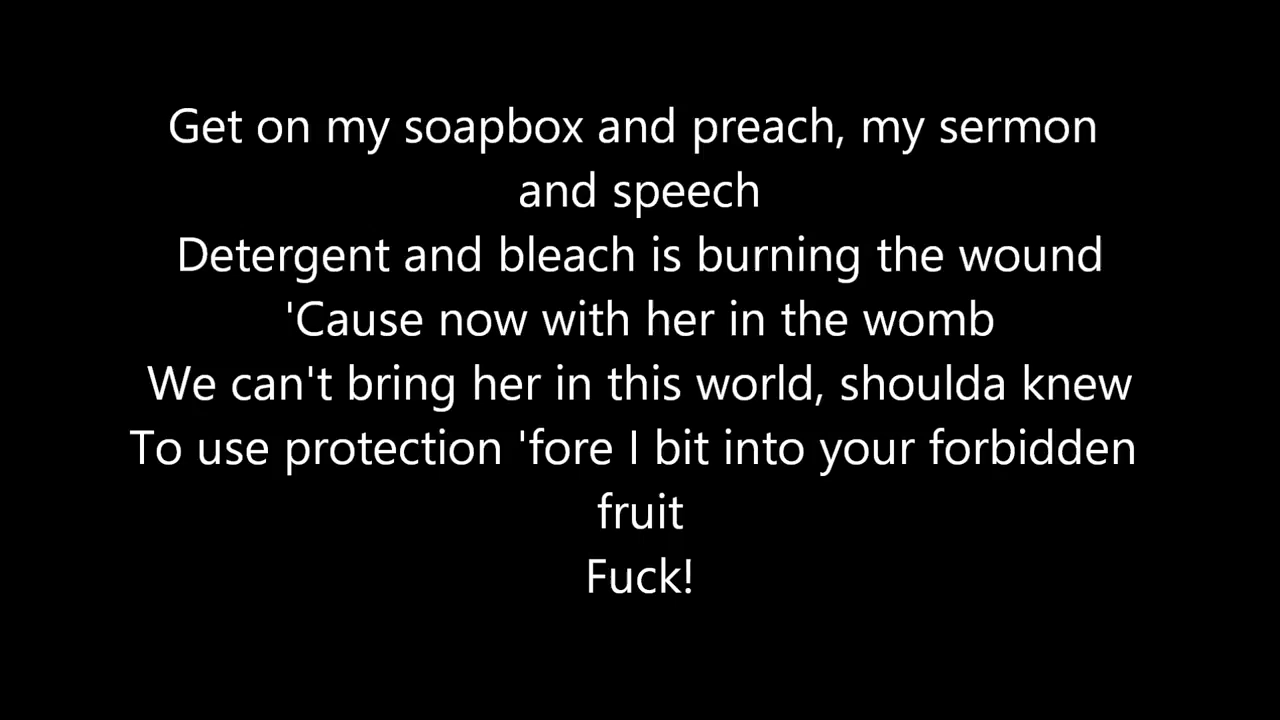 Get on my soapbox and preach, my sermon
and speech
Detergent and bleach is burning the wound
'Cause now with her in the womb
We can't bring her in this world, shoulda knew
To use protection 'fore I bit into your forbidden
fruit
Fuck!